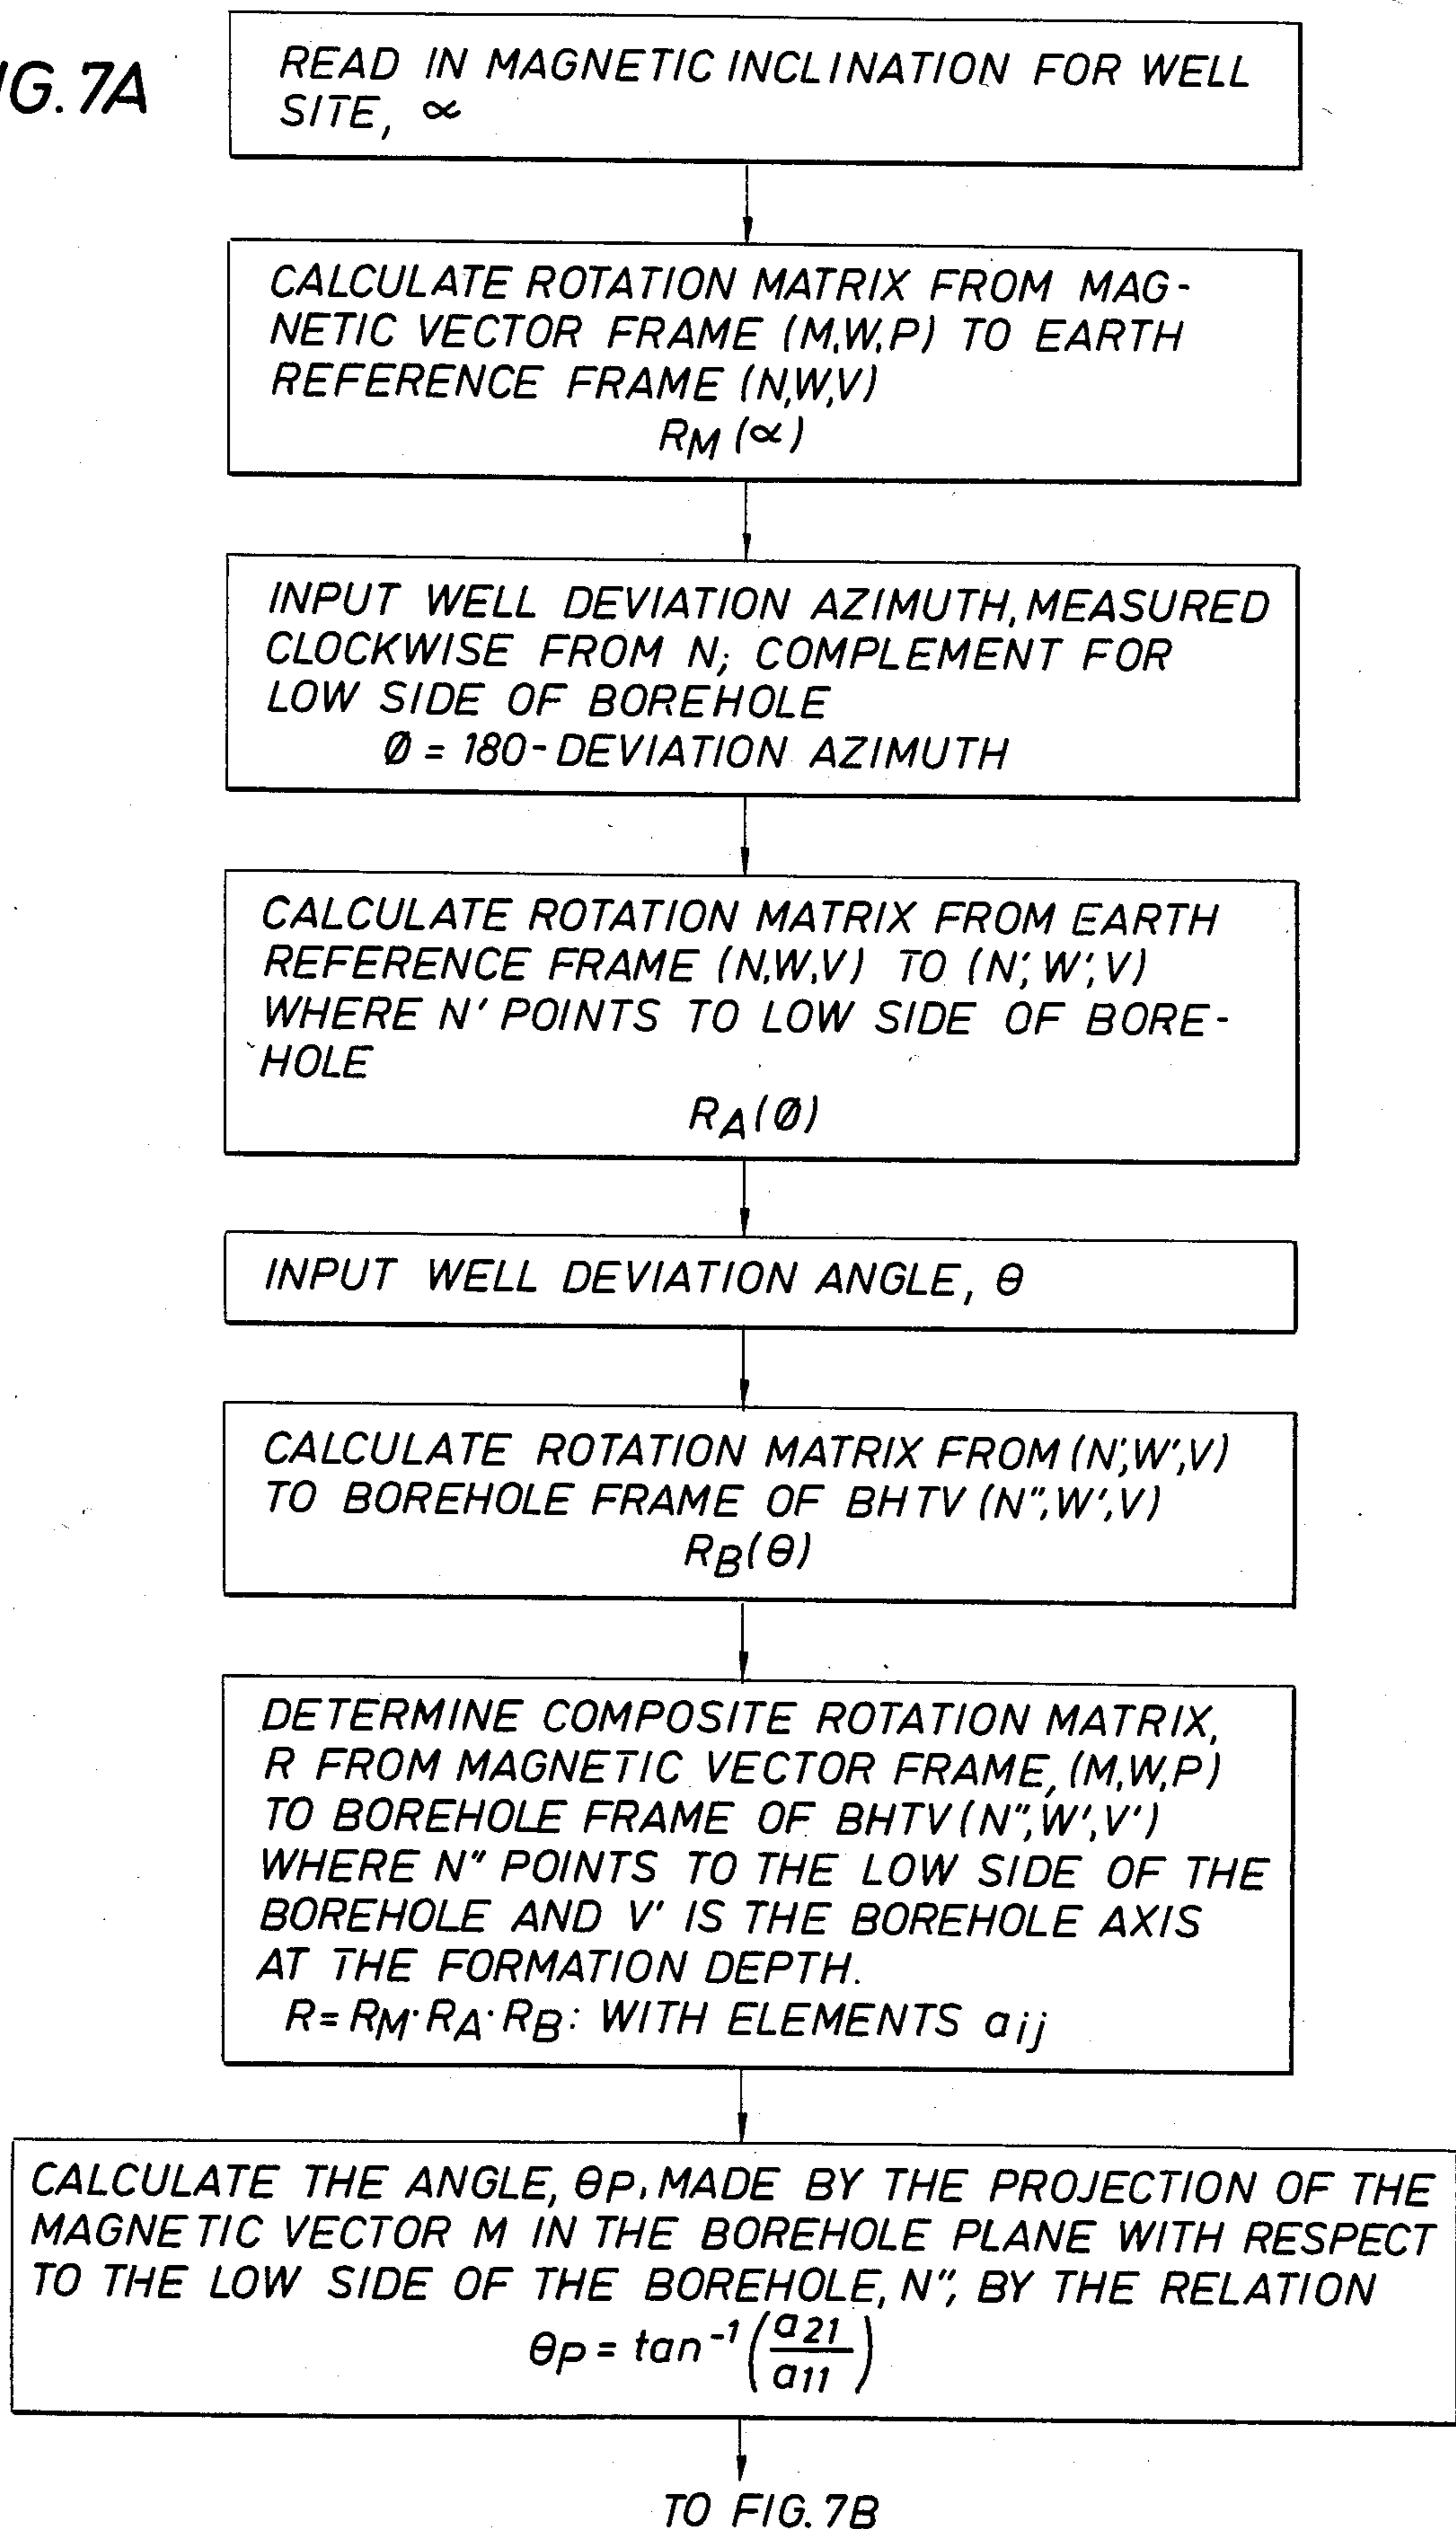 IG. 7A
READ IN MAGNETIC INCLINATION FOR WELL
SITE, ∝
CALCULATE ROTATION MATRIX FROM MAG-
NETIC VECTOR FRAME (M,W,P) TO EARTH
REFERENCE FRAME (N,W,V)
RM (∝)
INPUT WELL DEVIATION AZIMUTH, MEASURED
CLOCKWISE FROM N; COMPLEMENT FOR
LOW SIDE OF BOREHOLE
Ø = 180-DEVIATION AZIMUTH
CALCULATE ROTATION MATRIX FROM EARTH
REFERENCE FRAME (N,W,V) TO (N',W',V)
WHERE N' POINTS TO LOW SIDE OF BORE-
HOLE
RA(Ø)
INPUT WELL DEVIATION ANGLE, θ
CALCULATE ROTATION MATRIX FROM (N',W',V)
TO BOREHOLE FRAME OF BHTV (N",W',V)
RB(θ)
DETERMINE COMPOSITE ROTATION MATRIX,
R FROM MAGNETIC VECTOR FRAME, (M,W,P)
TO BOREHOLE FRAME OF BHTV (N",W',V')
WHERE N" POINTS TO THE LOW SIDE OF THE
BOREHOLE AND V' IS THE BOREHOLE AXIS
AT THE FORMATION DEPTH.
R=RM·RA·RB: WITH ELEMENTS aij
CALCULATE THE ANGLE, θP, MADE BY THE PROJECTION OF THE
MAGNETIC VECTOR M IN THE BOREHOLE PLANE WITH RESPECT
TO THE LOW SIDE OF THE BOREHOLE, N", BY THE RELATION
θP = tan⁻¹(a21/a11)
TO FIG. 7B